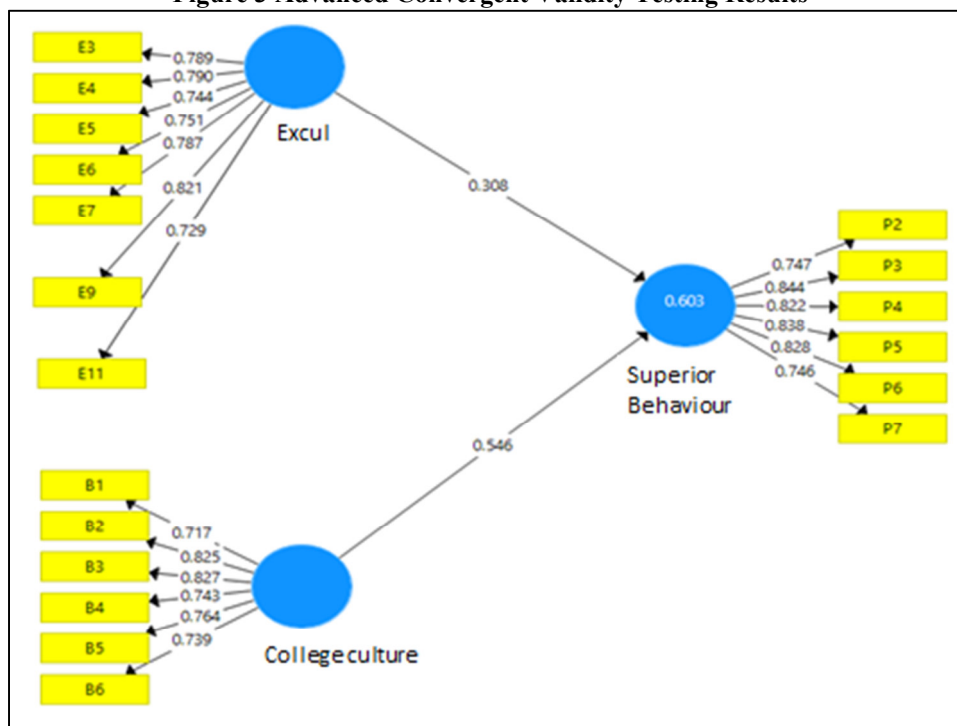 Figure 3 Advanced Convergent Validity Testing Results
E3
0.789
E4
0.790
E5
0.744
E6
0.751
E7
0.787
E9
0.821
E11
0.729
Excul
0.308
0.603
Superior
Behaviour
P2
0.747
P3
0.844
P4
0.822
P5
0.838
P6
0.828
P7
0.746
0.546
B1
0.717
B2
0.825
B3
0.827
B4
0.743
B5
0.764
B6
0.739
Collegeculture